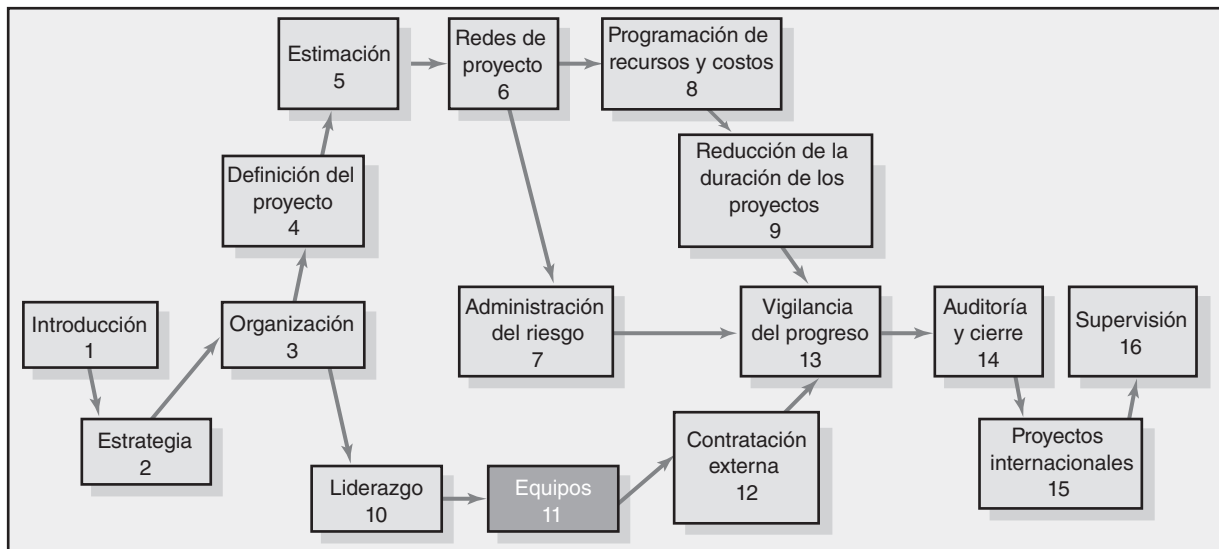 Estimación
5
Redes de
proyecto
6
Programación de
recursos y costos
8
Reducción de la
duración de los
proyectos
9
Definición del
proyecto
4
Introducción
1
Organización
3
Administración
del riesgo
7
Vigilancia
del progreso
13
Auditoría
y cierre
14
Supervisión
16
Estrategia
2
Liderazgo
10
Equipos
11
Contratación
externa
12
Proyectos
internacionales
15